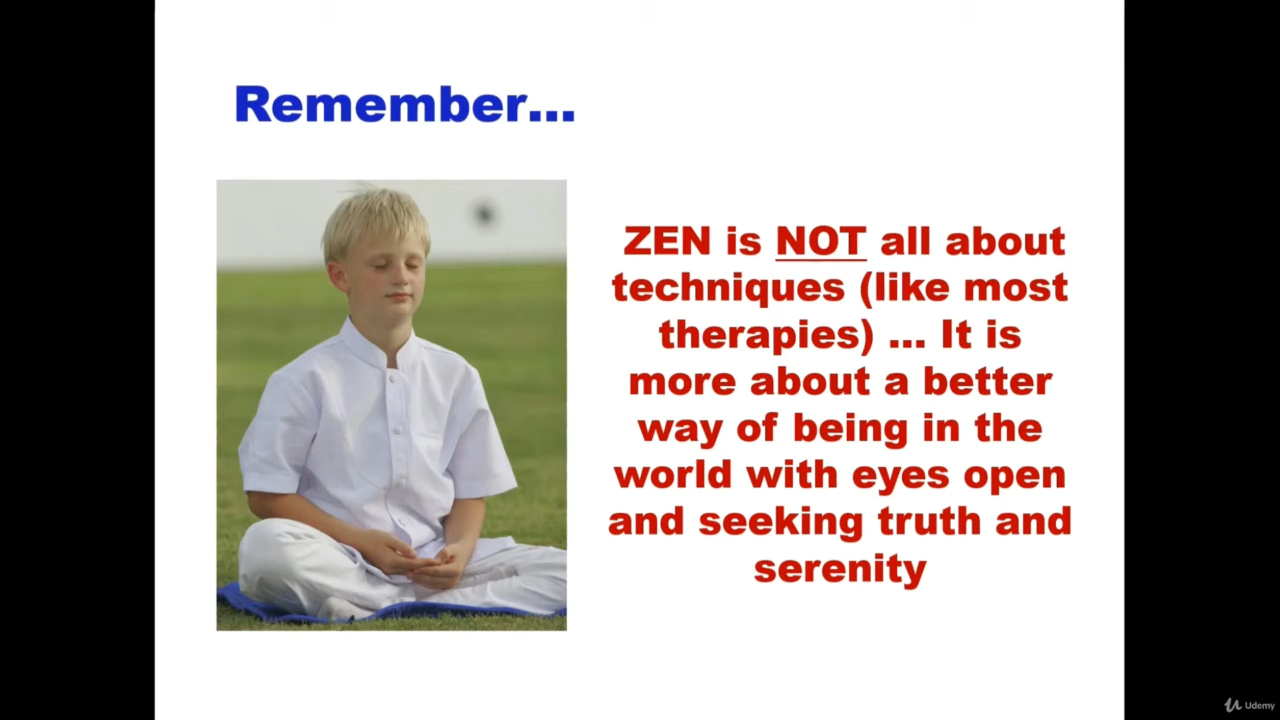 Remember...
ZEN is NOT all about
techniques (like most
therapies) ... It is
more about a better
way of being in the
world with eyes open
and seeking truth and
serenity
Udemy